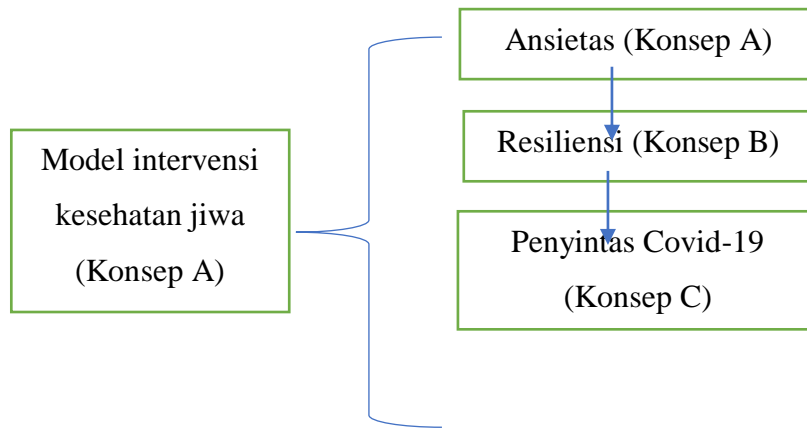 Model intervensi
kesehatan jiwa
(Konsep A)
Ansietas (Konsep A)
Resiliensi (Konsep B)
Penyintas Covid-19
(Konsep C)